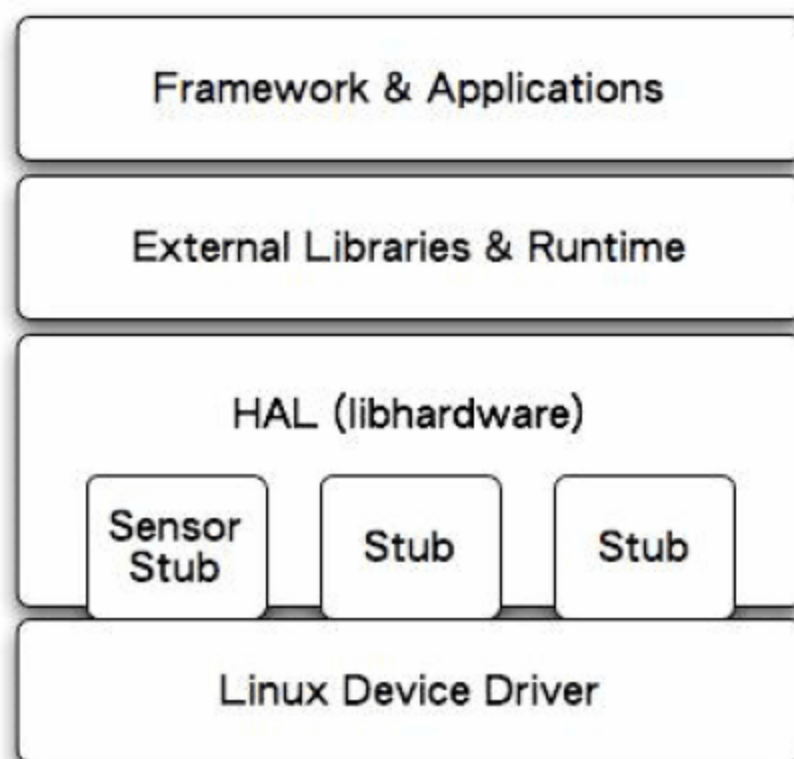 Framework & Applications
External Libraries & Runtime
HAL (libhardware)
Sensor
Stub
Stub
Stub
Linux Device Driver